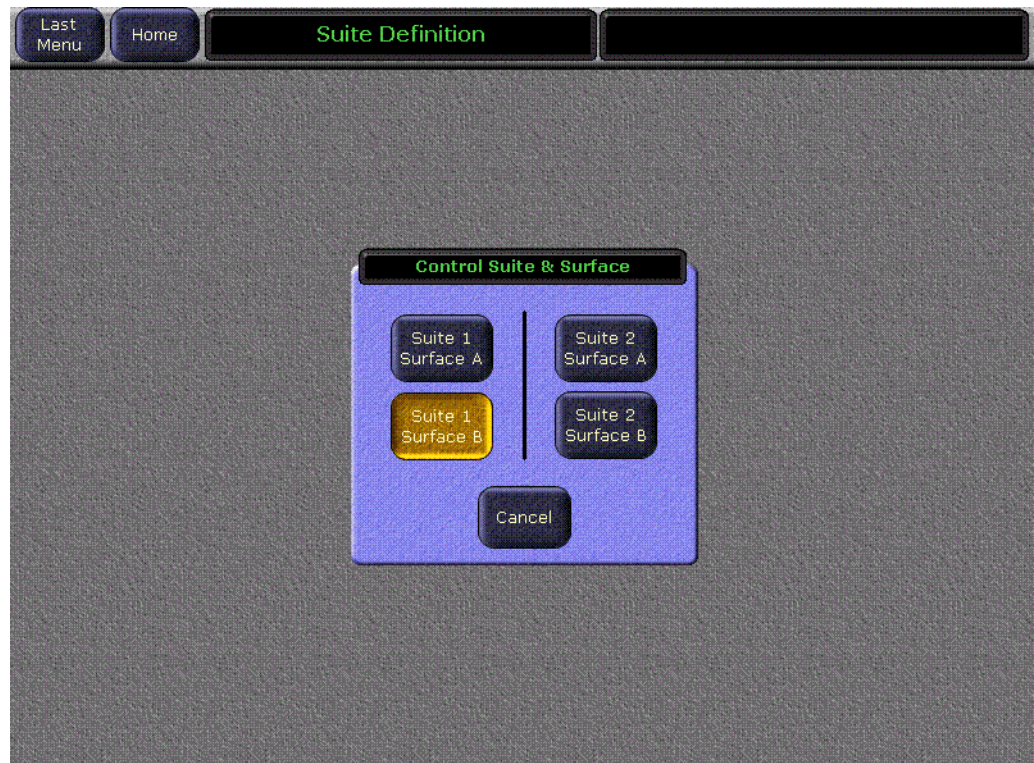 Last
Menu
Home
Suite Definition
Control Suite & Surface
Suite 1
Surface A
Suite 2
Surface A
Suite 1
Surface B
Suite 2
Surface B
Cancel